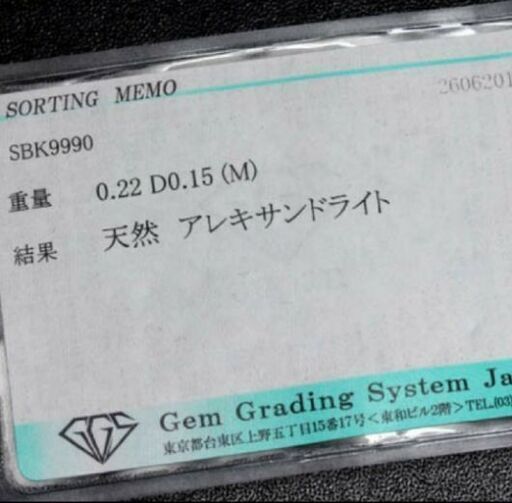 SORTING MEMO
2606201
SBK9990
重量 0.22 D0.15 (M)
結果 天然 アレキサンドライト
GGS Gem Grading System Ja
東京都台東区上野五丁目15番17号<東和ビル2階>TEL.(03)